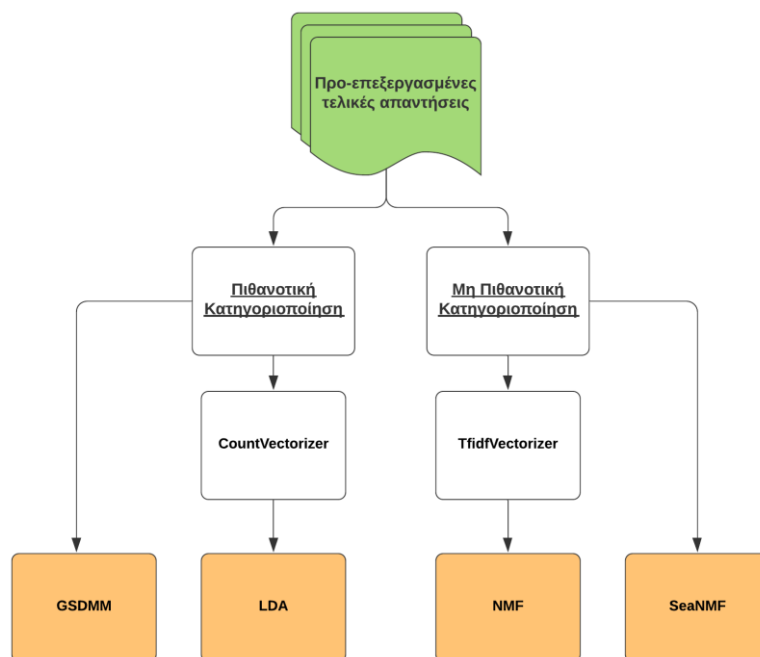 Προ-επεξεργασμένες
τελικές απαντήσεις
Πιθανοτική
Κατηγοριοποίηση
Μη Πιθανοτική
Κατηγοριοποίηση
CountVectorizer
TfidfVectorizer
GSDMM
LDA
NMF
SeaNMF